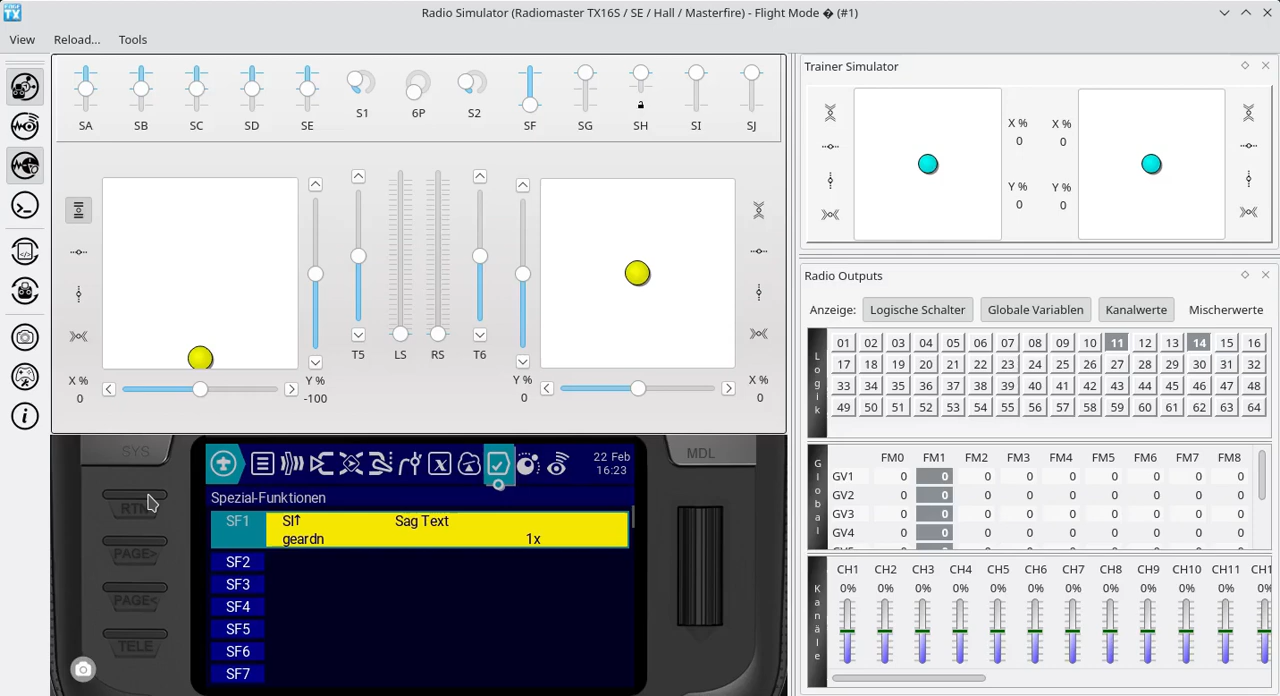 Radio Simulator (Radiomaster TX16S / SE / Hall / Masterfire) - Flight Mode � (#1)
View Reload... Tools
SA SB SC SD SE S1 6P S2 SF SG SH SI SJ
T5 LS RS T6
X % 0 Y % -100 Y % 0 X % 0
Trainer Simulator
X % X %
0 0
Y % Y %
0 0
Radio Outputs
Anzeige: Logische Schalter Globale Variablen Kanalwerte Mischerwerte
Logik
01 02 03 04 05 06 07 08 09 10 11 12 13 14 15 16
17 18 19 20 21 22 23 24 25 26 27 28 29 30 31 32
33 34 35 36 37 38 39 40 41 42 43 44 45 46 47 48
49 50 51 52 53 54 55 56 57 58 59 60 61 62 63 64
Global
FM0 FM1 FM2 FM3 FM4 FM5 FM6 FM7 FM8
GV1 0 0 0 0 0 0 0 0 0
GV2 0 0 0 0 0 0 0 0 0
GV3 0 0 0 0 0 0 0 0 0
GV4 0 0 0 0 0 0 0 0 0
Kanäle
CH1 CH2 CH3 CH4 CH5 CH6 CH7 CH8 CH9 CH10 CH11 CH1
0% 0% 0% 0% 0% 0% 0% 0% 0% 0% 0%
SYS
RTN
PAGE>
PAGE<
TELE
MDL
22 Feb
16:23
Spezial-Funktionen
SF1 SI↑ Sag Text
geardn 1x
SF2
SF3
SF4
SF5
SF6
SF7